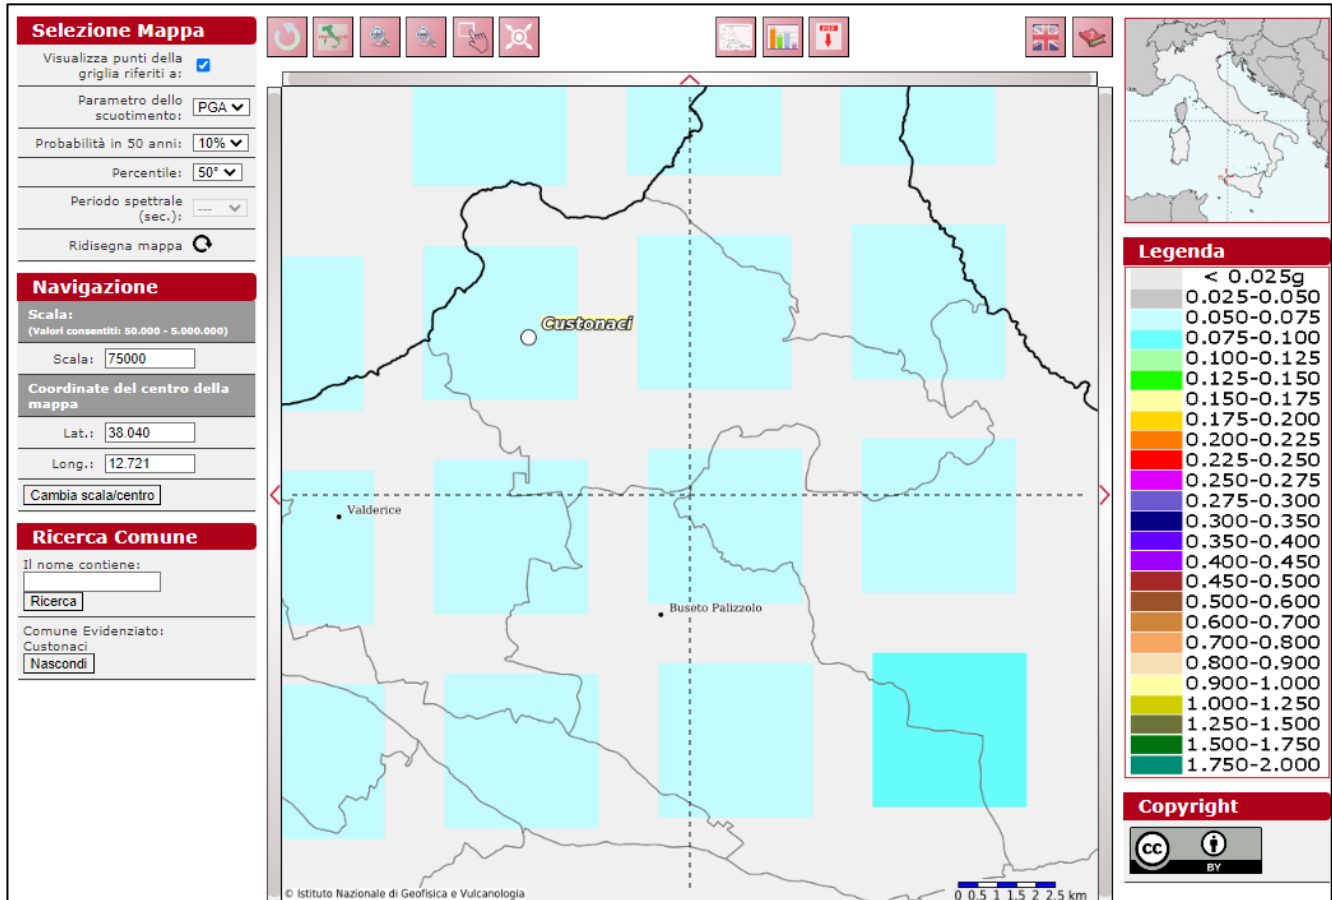 Selezione Mappa
Visualizza punti della
griglia riferiti a:
Parametro dello
scuotimento:
PGA
Probabilità in 50 anni:
10%
Percentile:
50°
Periodo spettrale
(sec.):
---
Ridisegna mappa
Navigazione
Scala:
(Valori consentiti: 50.000 - 5.000.000)
Scala:
75000
Coordinate del centro della
mappa
Lat.:
38.040
Long.:
12.721
Cambia scala/centro
Ricerca Comune
Il nome contiene:
Ricerca
Comune Evidenziato:
Custonaci
Nascondi
PDF
Custonaci
Valderice
Buseto Palizzolo
© Istituto Nazionale di Geofisica e Vulcanologia
0 0.5 1 1.5 2 2.5 km
Legenda
< 0.025g
0.025-0.050
0.050-0.075
0.075-0.100
0.100-0.125
0.125-0.150
0.150-0.175
0.175-0.200
0.200-0.225
0.225-0.250
0.250-0.275
0.275-0.300
0.300-0.350
0.350-0.400
0.400-0.450
0.450-0.500
0.500-0.600
0.600-0.700
0.700-0.800
0.800-0.900
0.900-1.000
1.000-1.250
1.250-1.500
1.500-1.750
1.750-2.000
Copyright
cc
BY